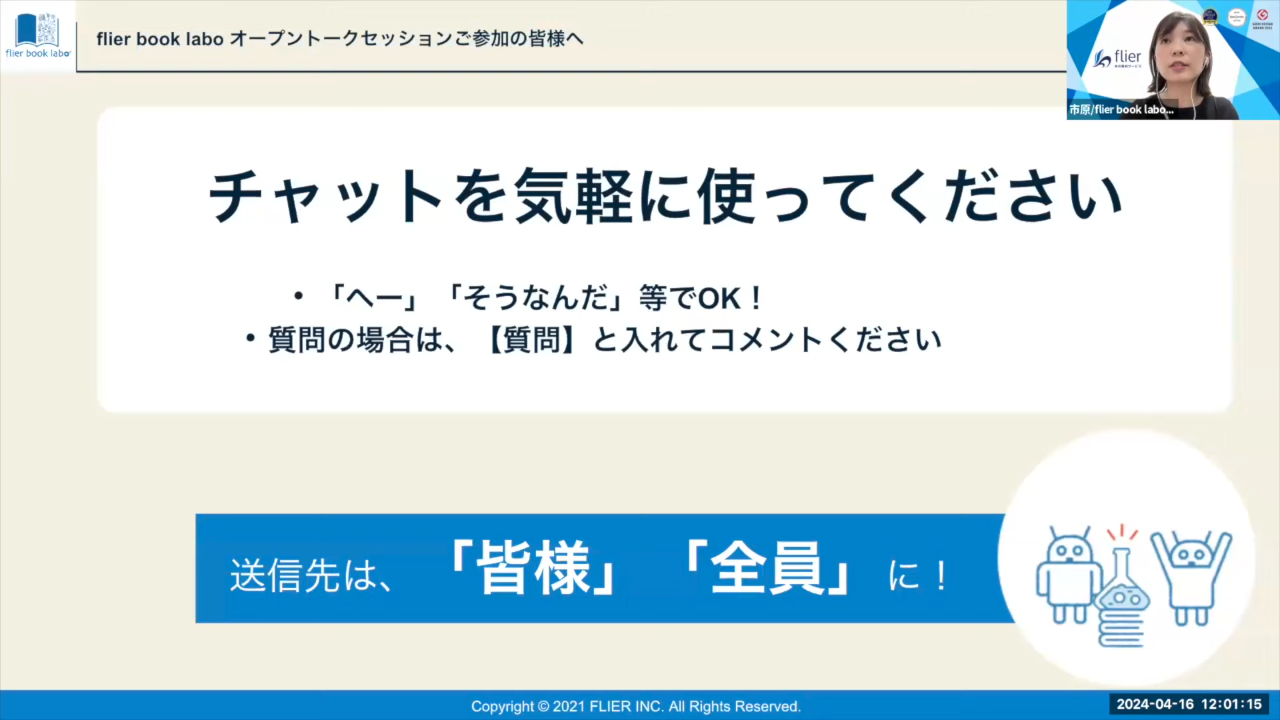 flier book labo
flier book labo オープントークセッションご参加の皆様へ
flier
市原/flier book labo...
チャットを気軽に使ってください
• 「へー」「そうなんだ」等でOK！
• 質問の場合は、【質問】と入れてコメントください
送信先は、「皆様」「全員」に！
Copyright © 2021 FLIER INC. All Rights Reserved.
2024-04-16 12:01:15